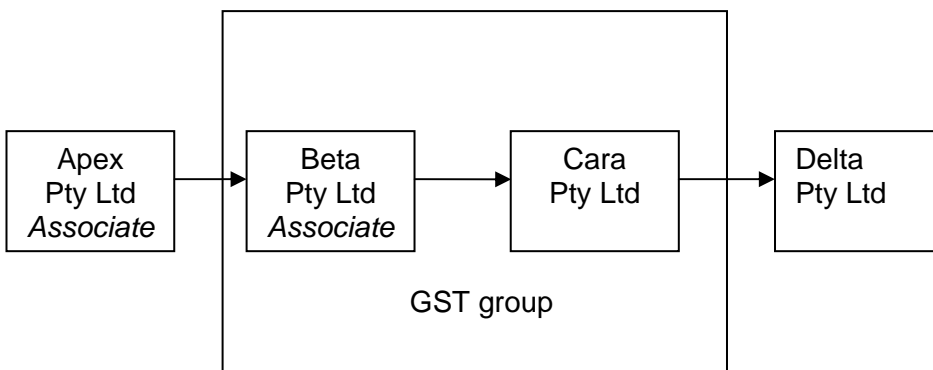 Apex
Pty Ltd
Associate
Beta
Pty Ltd
Associate
Cara
Pty Ltd
Delta
Pty Ltd
GST group